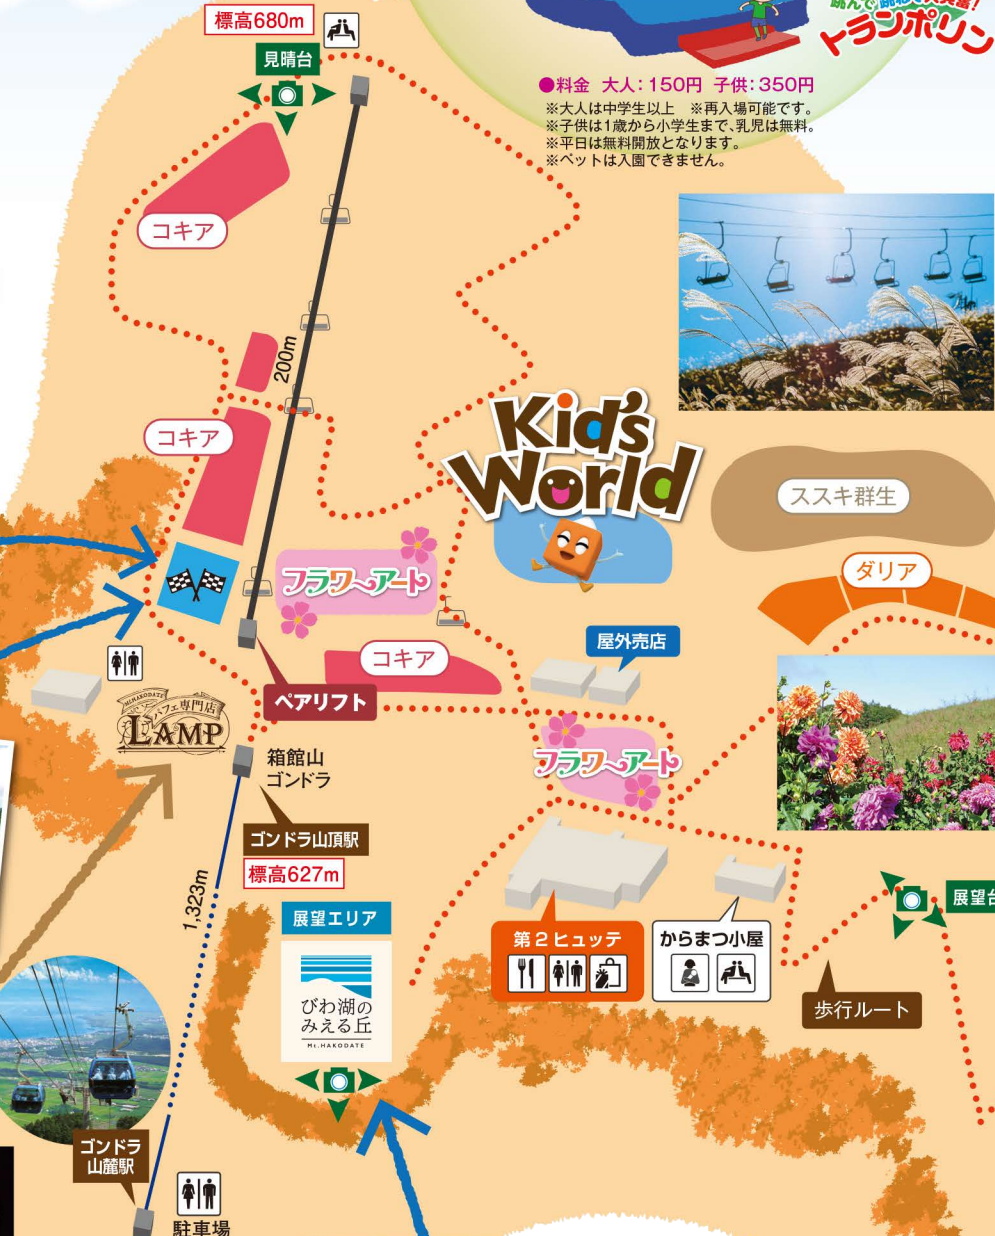 標高680m
見晴台
跳んで跳ねて大興奮!
トランポリン
●料金 大人:150円 子供:350円
※大人は中学生以上 ※再入場可能です。
※子供は1歳から小学生まで、乳児は無料。
※平日は無料開放となります。
※ペットは入園できません。
コキア
200m
コキア
Kid's
World
ススキ群生
ダリア
フラワーアート
屋外売店
コキア
ペアリフト
MT.HAKODATE
パフェ専門店
LAMP
フラワーアート
箱館山
ゴンドラ
ゴンドラ山頂駅
標高627m
1,323m
展望エリア
びわ湖の
みえる丘
Mt.HAKODATE
第2ヒュッテ
からまつ小屋
展望台
歩行ルート
ゴンドラ
山麓駅
駐車場